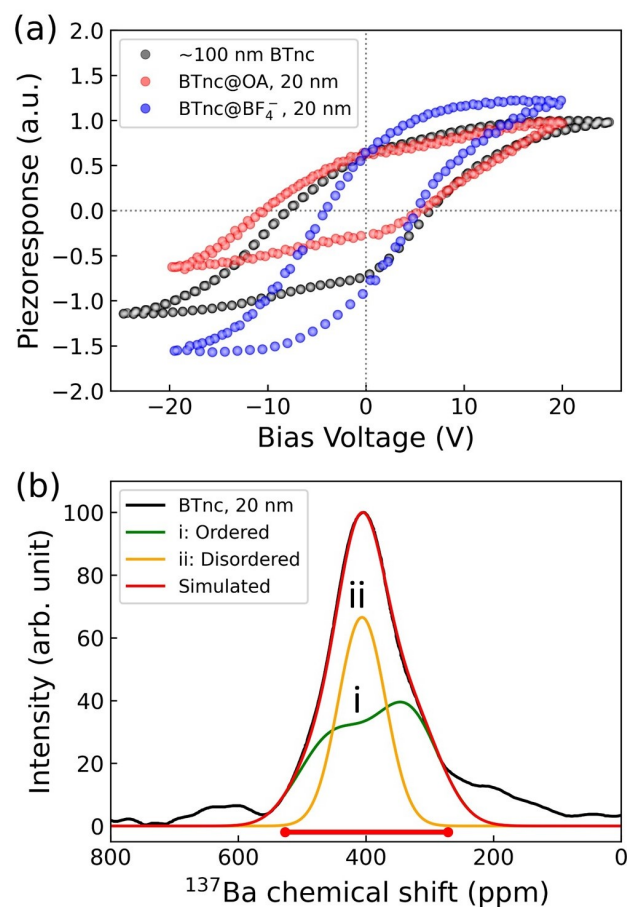 (a)
2.0
1.5
1.0
0.5
0.0
−0.5
−1.0
−1.5
−2.0
Piezoresponse (a.u.)
~100 nm BTnc
BTnc@OA, 20 nm
BTnc@BF₄⁻, 20 nm
−20 −10 0 10 20
Bias Voltage (V)
(b)
100
80
60
40
20
0
Intensity (arb. unit)
BTnc, 20 nm
i: Ordered
ii: Disordered
Simulated
ii
i
800 600 400 200 0
¹³⁷Ba chemical shift (ppm)